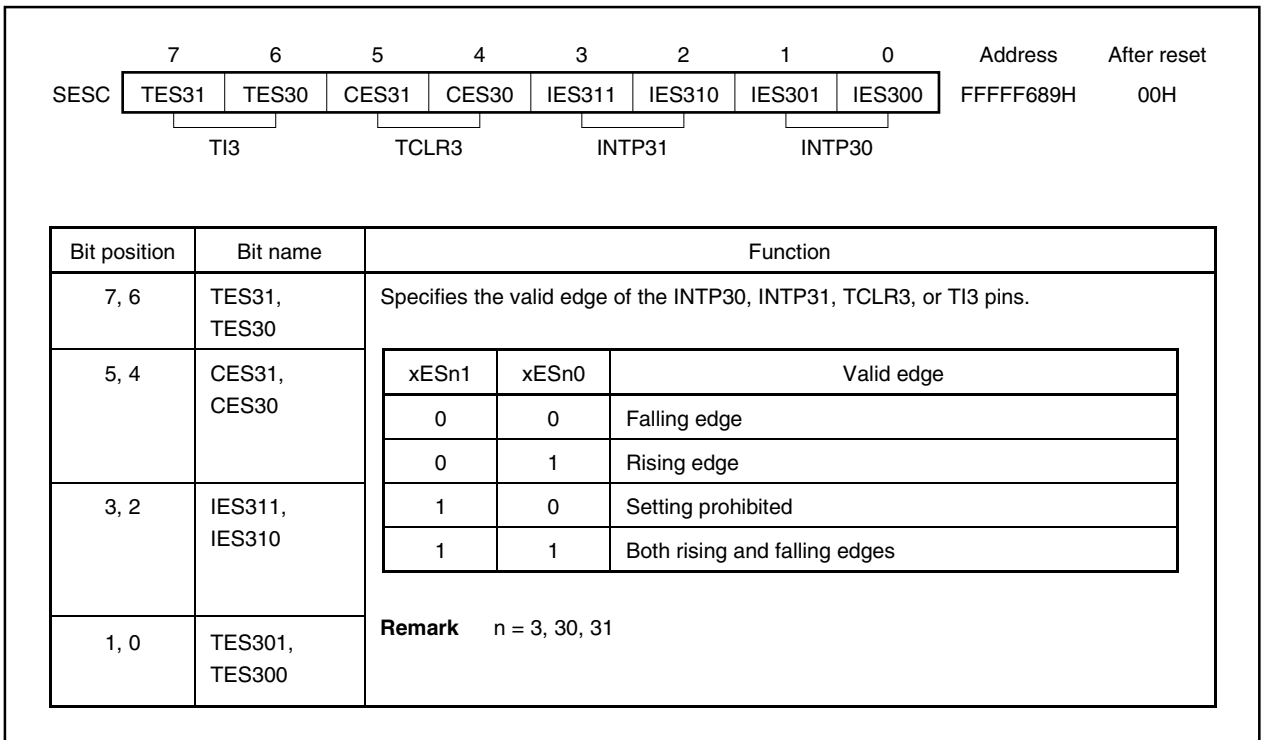 7 6 5 4 3 2 1 0 Address After reset
SESC TES31 TES30 CES31 CES30 IES311 IES310 IES301 IES300 FFFFF689H 00H
TI3 TCLR3 INTP31 INTP30
Bit position Bit name Function
7, 6 TES31, Specifies the valid edge of the INTP30, INTP31, TCLR3, or TI3 pins.
TES30
5, 4 CES31, xESn1 xESn0 Valid edge
CES30
0 0 Falling edge
0 1 Rising edge
3, 2 IES311, 1 0 Setting prohibited
IES310
1 1 Both rising and falling edges
Remark n = 3, 30, 31
1, 0 TES301,
TES300